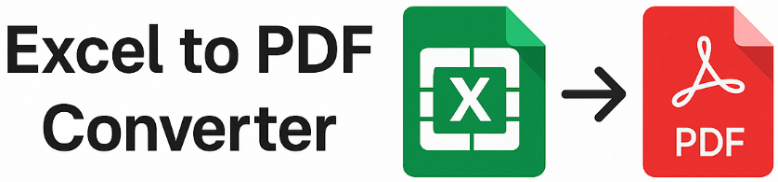 Excel to PDF
Converter
X
PDF